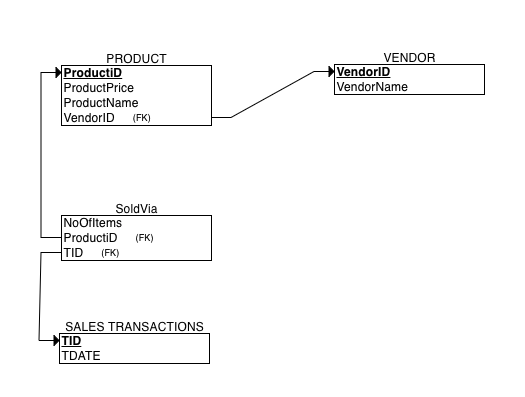 PRODUCT
ProductiD
ProductPrice
ProductName
VendorID (FK)
VENDOR
VendorID
VendorName
SoldVia
NoOfItems
ProductiD (FK)
TID (FK)
SALES TRANSACTIONS
TID
TDATE